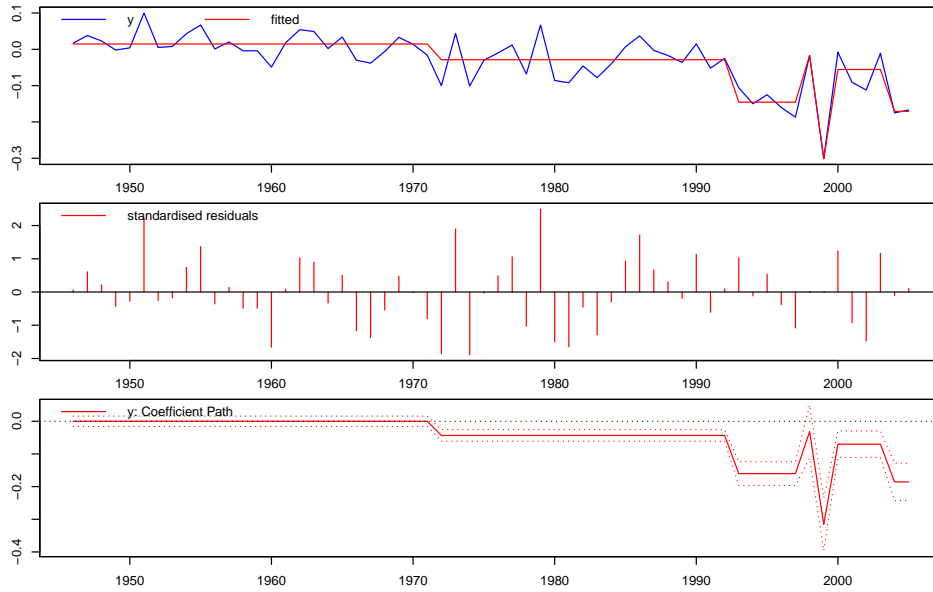 y fitted
0.1
0.0
−0.1
−0.3
1950 1960 1970 1980 1990 2000
standardised residuals
2
1
0
−1
−2
1950 1960 1970 1980 1990 2000
y: Coefficient Path
0.0
−0.2
−0.4
1950 1960 1970 1980 1990 2000